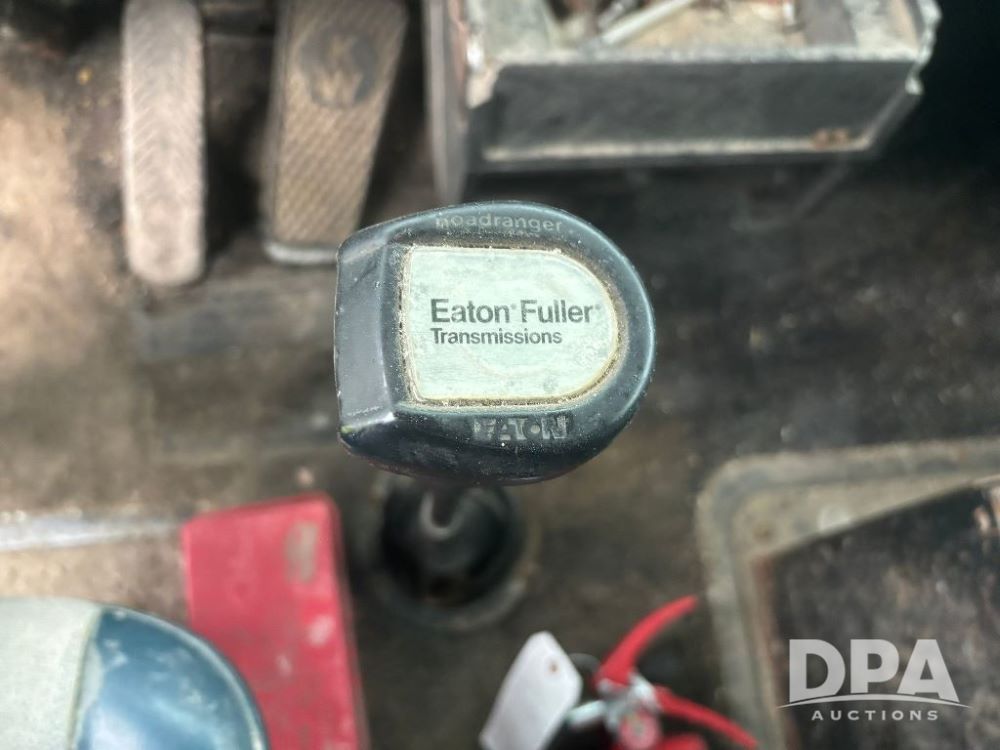 Roadranger
Eaton® Fuller®
Transmissions
EATON
DPA
AUCTIONS